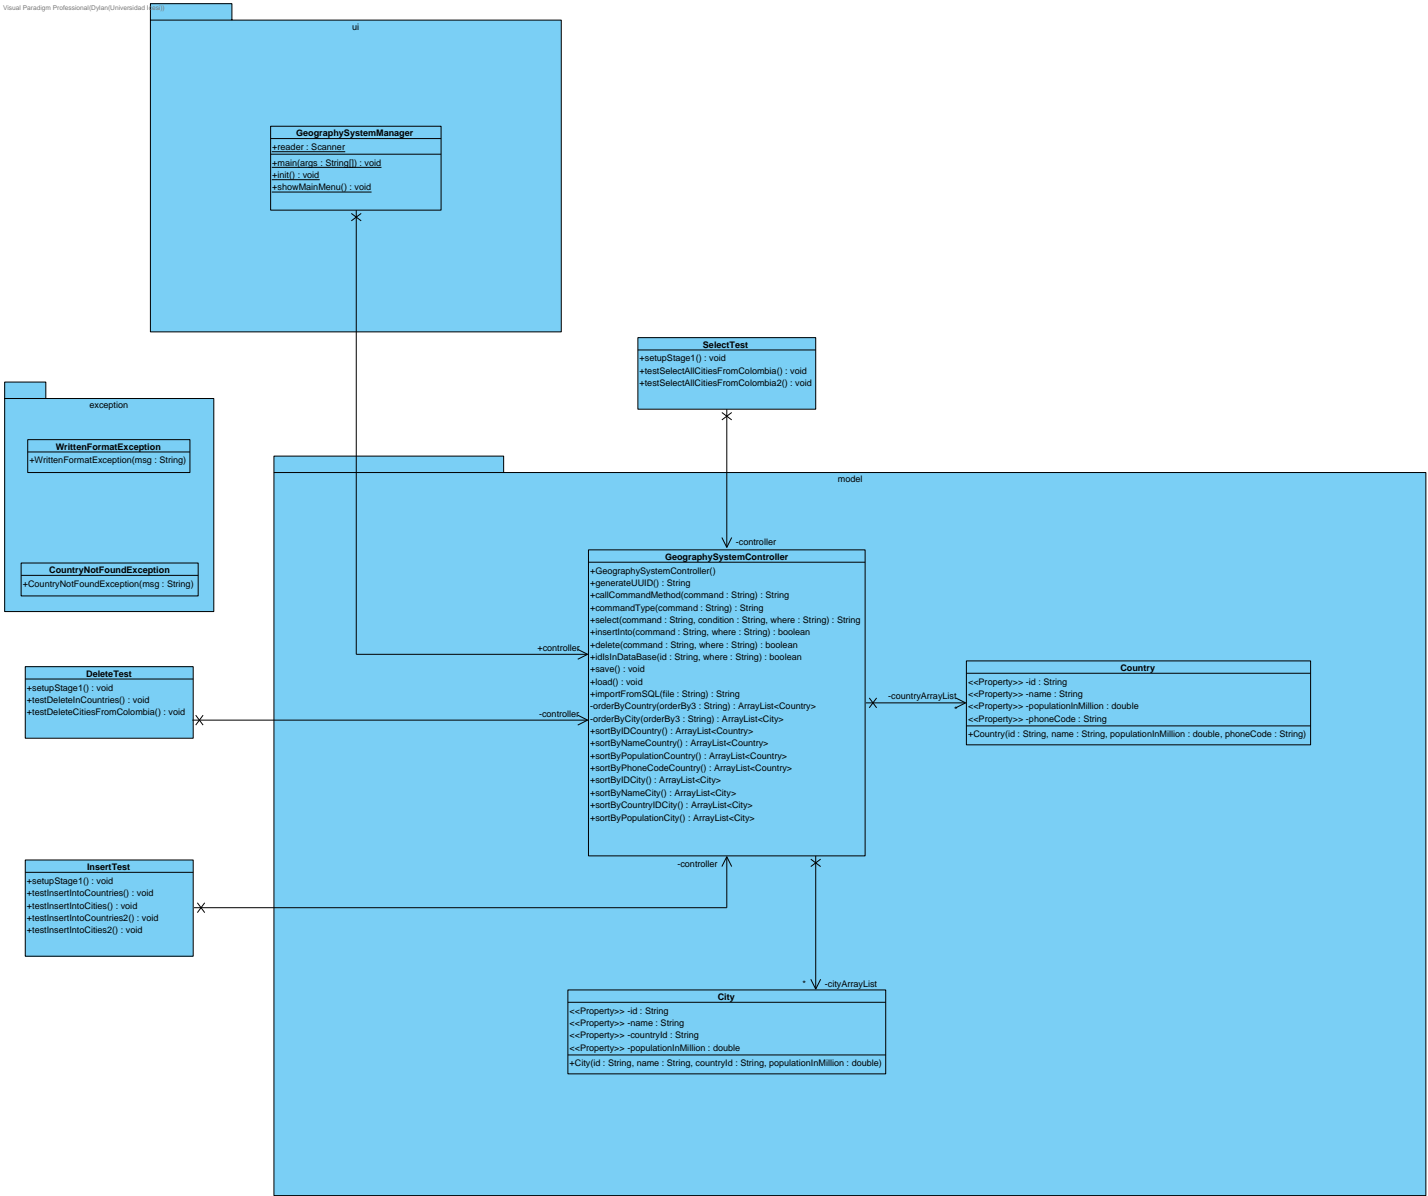 Visual Paradigm Professional(Dylan(Universidad Icesi))
ui
GeographySystemManager
+reader : Scanner
+main(args : String[]) : void
+init() : void
+showMainMenu() : void
SelectTest
+setupStage1() : void
+testSelectAllCitiesFromColombia() : void
+testSelectAllCitiesFromColombia2() : void
exception
WrittenFormatException
+WrittenFormatException(msg : String)
CountryNotFoundException
+CountryNotFoundException(msg : String)
model
-controller
GeographySystemController
+GeographySystemController()
+generateUUID() : String
+callCommandMethod(command : String) : String
+commandType(command : String) : String
+select(command : String, condition : String, where : String) : String
+insertInto(command : String, where : String) : boolean
+delete(command : String, where : String) : boolean
+idIsInDataBase(id : String, where : String) : boolean
+save() : void
+load() : void
+importFromSQL(file : String) : String
-orderByCountry(orderBy3 : String) : ArrayList<Country>
-orderByCity(orderBy3 : String) : ArrayList<City>
+sortByIDCountry() : ArrayList<Country>
+sortByNameCountry() : ArrayList<Country>
+sortByPopulationCountry() : ArrayList<Country>
+sortByPhoneCodeCountry() : ArrayList<Country>
+sortByIDCity() : ArrayList<City>
+sortByNameCity() : ArrayList<City>
+sortByCountryIDCity() : ArrayList<City>
+sortByPopulationCity() : ArrayList<City>
+controller
DeleteTest
+setupStage1() : void
+testDeleteInCountries() : void
+testDeleteCitiesFromColombia() : void
-controller
-countryArrayList
*
Country
<<Property>> -id : String
<<Property>> -name : String
<<Property>> -populationInMillion : double
<<Property>> -phoneCode : String
+Country(id : String, name : String, populationInMillion : double, phoneCode : String)
InsertTest
+setupStage1() : void
+testInsertIntoCountries() : void
+testInsertIntoCities() : void
+testInsertIntoCountries2() : void
+testInsertIntoCities2() : void
-controller
* -cityArrayList
City
<<Property>> -id : String
<<Property>> -name : String
<<Property>> -countryId : String
<<Property>> -populationInMillion : double
+City(id : String, name : String, countryId : String, populationInMillion : double)